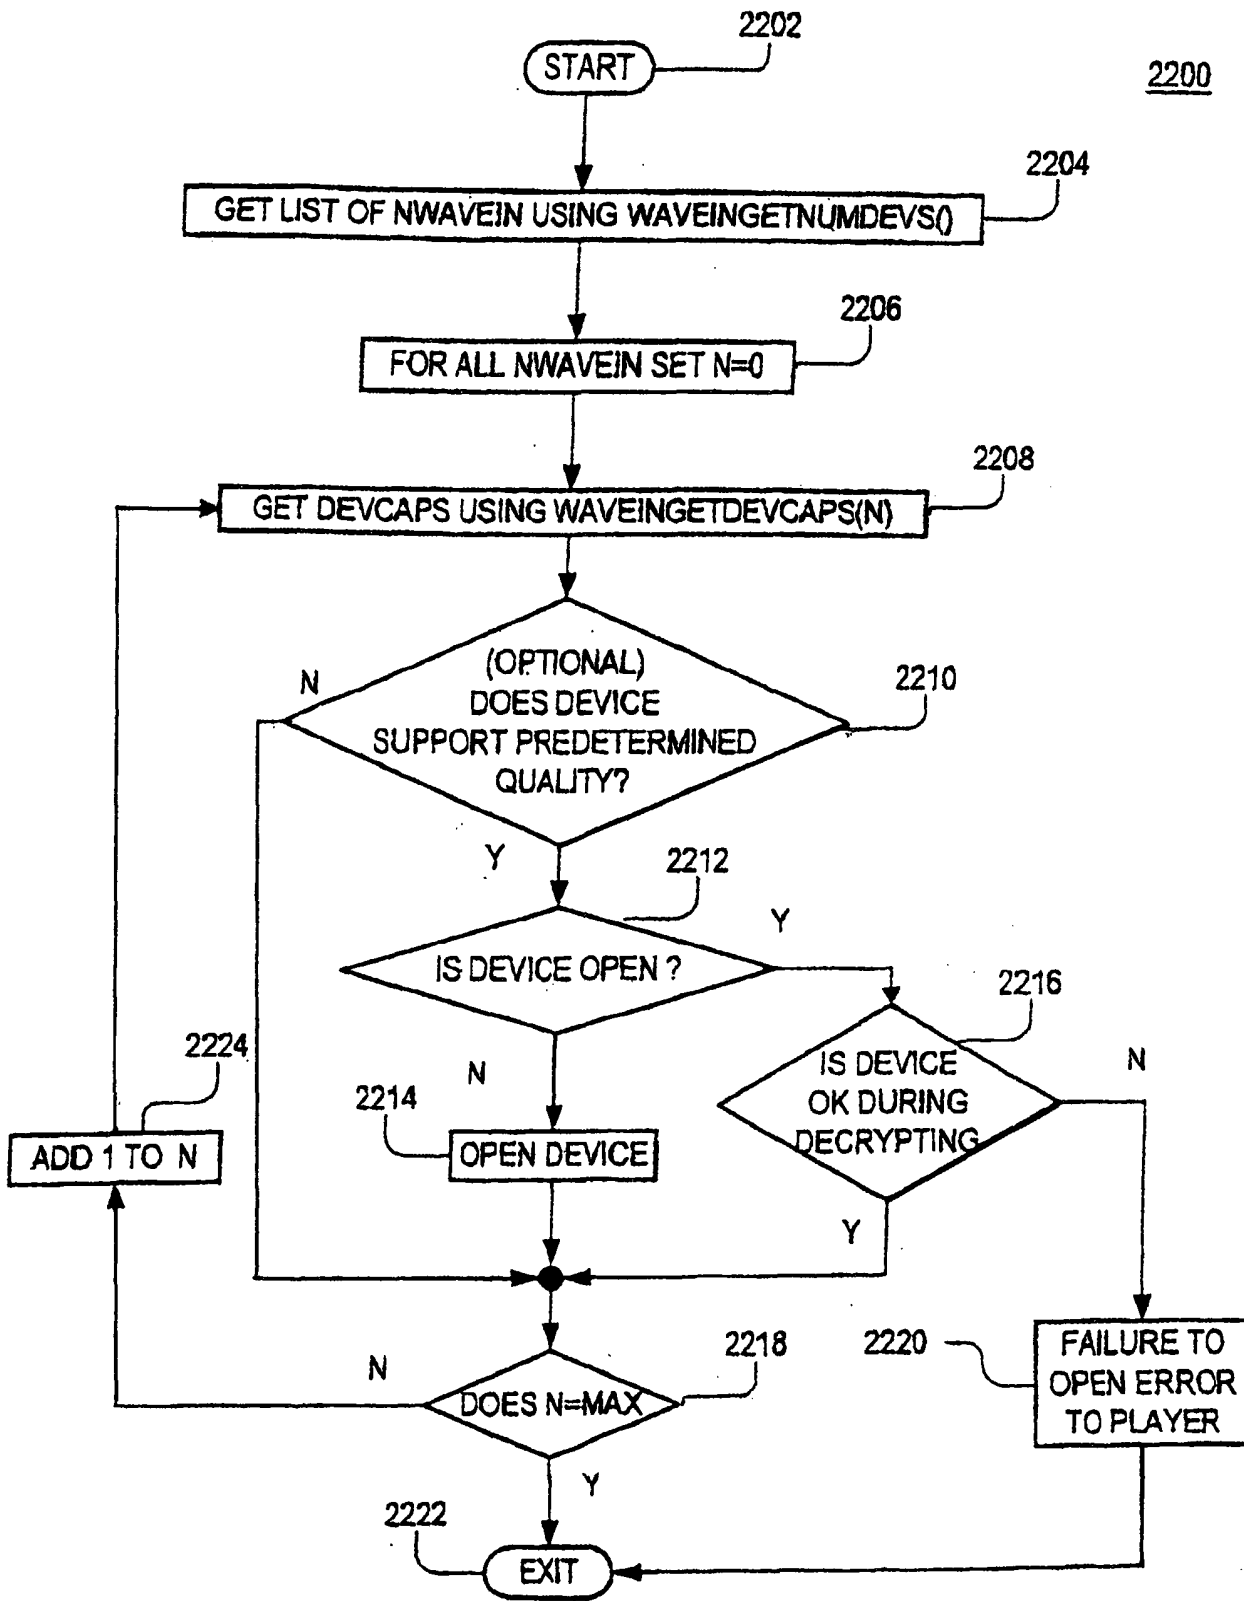 2202
START
2200
2204
GET LIST OF NWAVEIN USING WAVEINGETNUMDEVS()
2206
FOR ALL NWAVEIN SET N=0
2208
GET DEVCAPS USING WAVEINGETDEVCAPS(N)
N
(OPTIONAL)
DOES DEVICE
SUPPORT PREDETERMINED
QUALITY?
2210
Y
2212
Y
IS DEVICE OPEN ?
2216
N
IS DEVICE
OK DURING
DECRYPTING
N
2224
ADD 1 TO N
2214
OPEN DEVICE
Y
2218
N
DOES N=MAX
2220
FAILURE TO
OPEN ERROR
TO PLAYER
Y
2222
EXIT